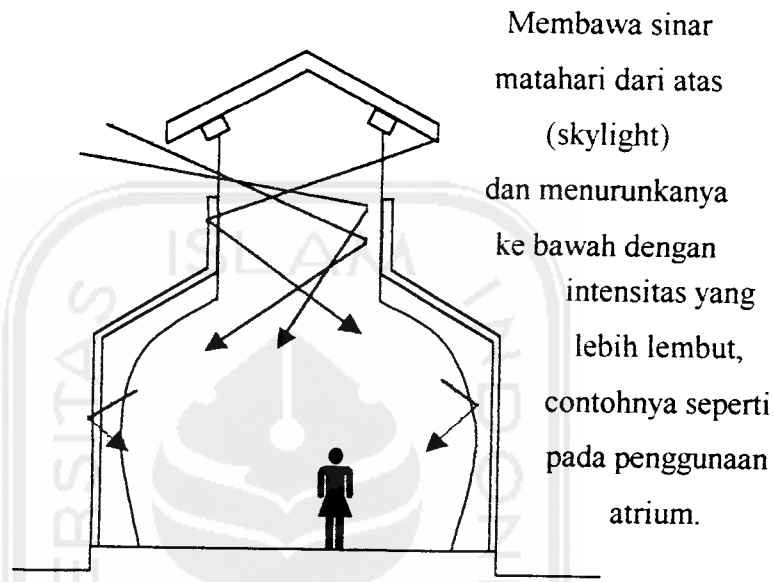 Membawa sinar
matahari dari atas
(skylight)
dan menurunkanya
ke bawah dengan
intensitas yang
lebih lembut,
contohnya seperti
pada penggunaan
atrium.
ISLAM